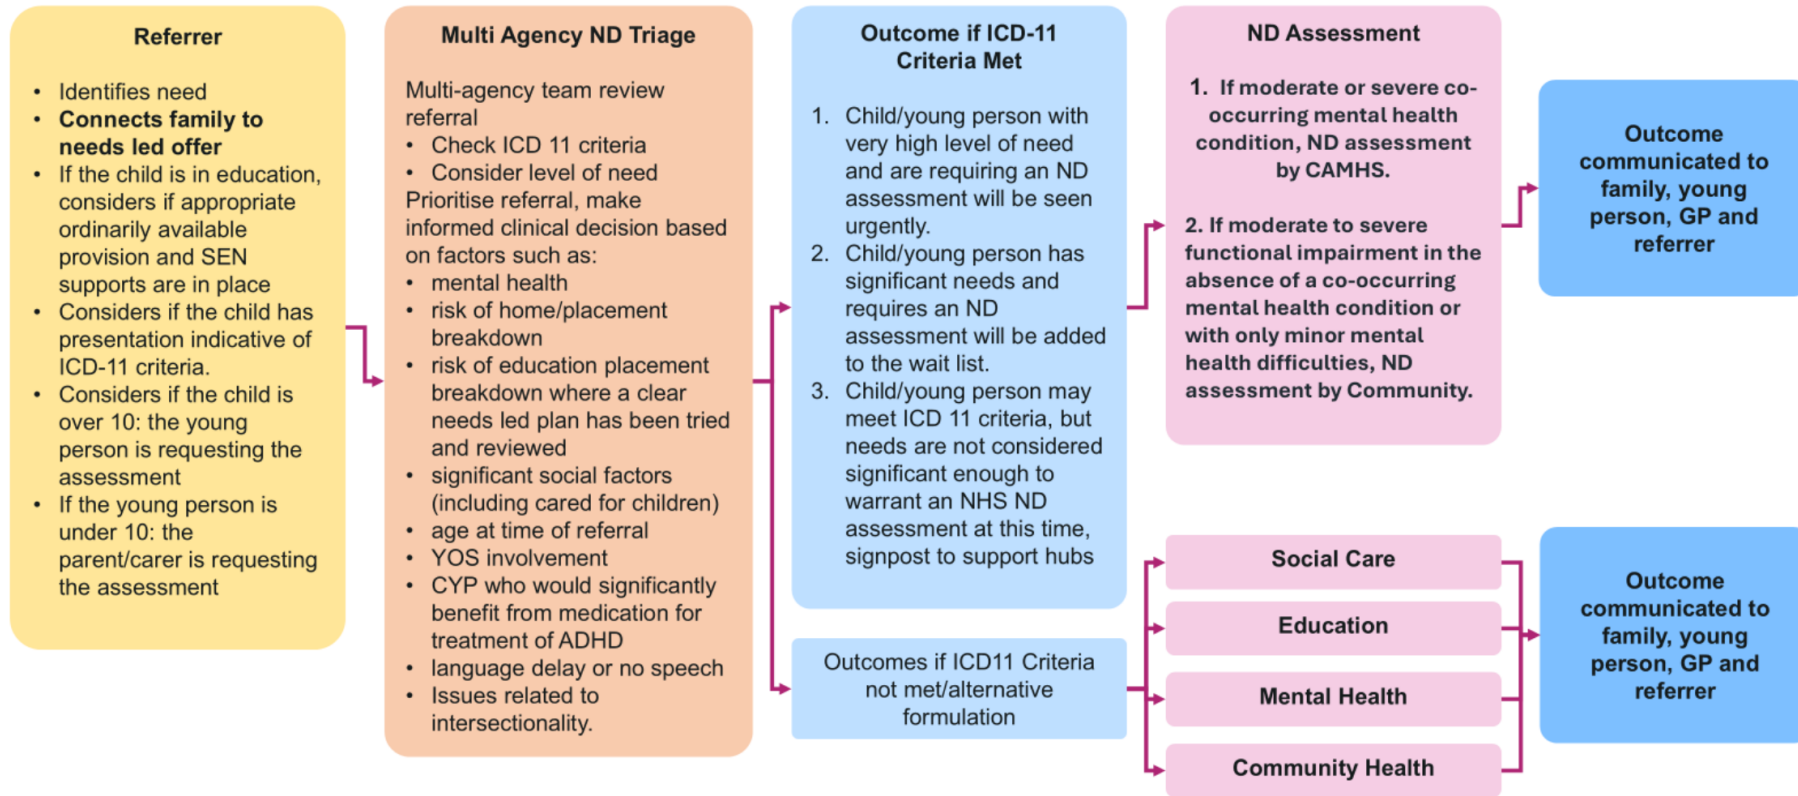 Referrer
• Identifies need
• Connects family to
needs led offer
• If the child is in education,
considers if appropriate
ordinarily available
provision and SEN
supports are in place
• Considers if the child has
presentation indicative of
ICD-11 criteria.
• Considers if the child is
over 10: the young
person is requesting the
assessment
• If the young person is
under 10: the
parent/carer is requesting
the assessment
Multi Agency ND Triage
Multi-agency team review
referral
• Check ICD 11 criteria
• Consider level of need
Prioritise referral, make
informed clinical decision based
on factors such as:
• mental health
• risk of home/placement
breakdown
• risk of education placement
breakdown where a clear
needs led plan has been tried
and reviewed
• significant social factors
(including cared for children)
• age at time of referral
• YOS involvement
• CYP who would significantly
benefit from medication for
treatment of ADHD
• language delay or no speech
• Issues related to
intersectionality.
Outcome if ICD-11
Criteria Met
1. Child/young person with
very high level of need
and are requiring an ND
assessment will be seen
urgently.
2. Child/young person has
significant needs and
requires an ND
assessment will be added
to the wait list.
3. Child/young person may
meet ICD 11 criteria, but
needs are not considered
significant enough to
warrant an NHS ND
assessment at this time,
signpost to support hubs
Outcomes if ICD11 Criteria
not met/alternative
formulation
ND Assessment
1. If moderate or severe co-
occurring mental health
condition, ND assessment
by CAMHS.
2. If moderate to severe
functional impairment in the
absence of a co-occurring
mental health condition or
with only minor mental
health difficulties, ND
assessment by Community.
Social Care
Education
Mental Health
Community Health
Outcome
communicated to
family, young
person, GP and
referrer
Outcome
communicated to
family, young
person, GP and
referrer